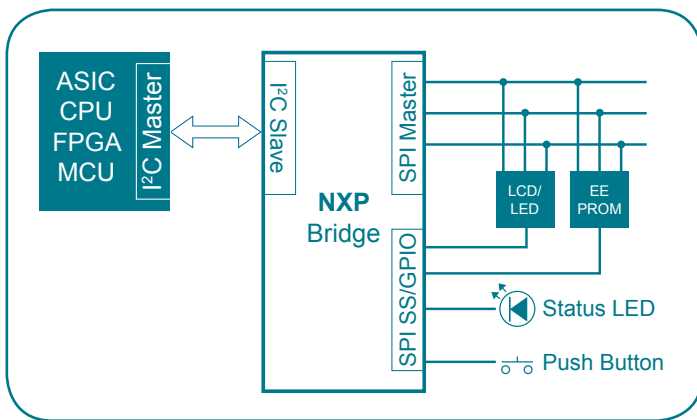 ASIC
CPU
FPGA
MCU
I²C Master
I²C Slave
NXP
Bridge
SPI Master
SPI SS/GPIO
LCD/
LED
EE
PROM
Status LED
Push Button